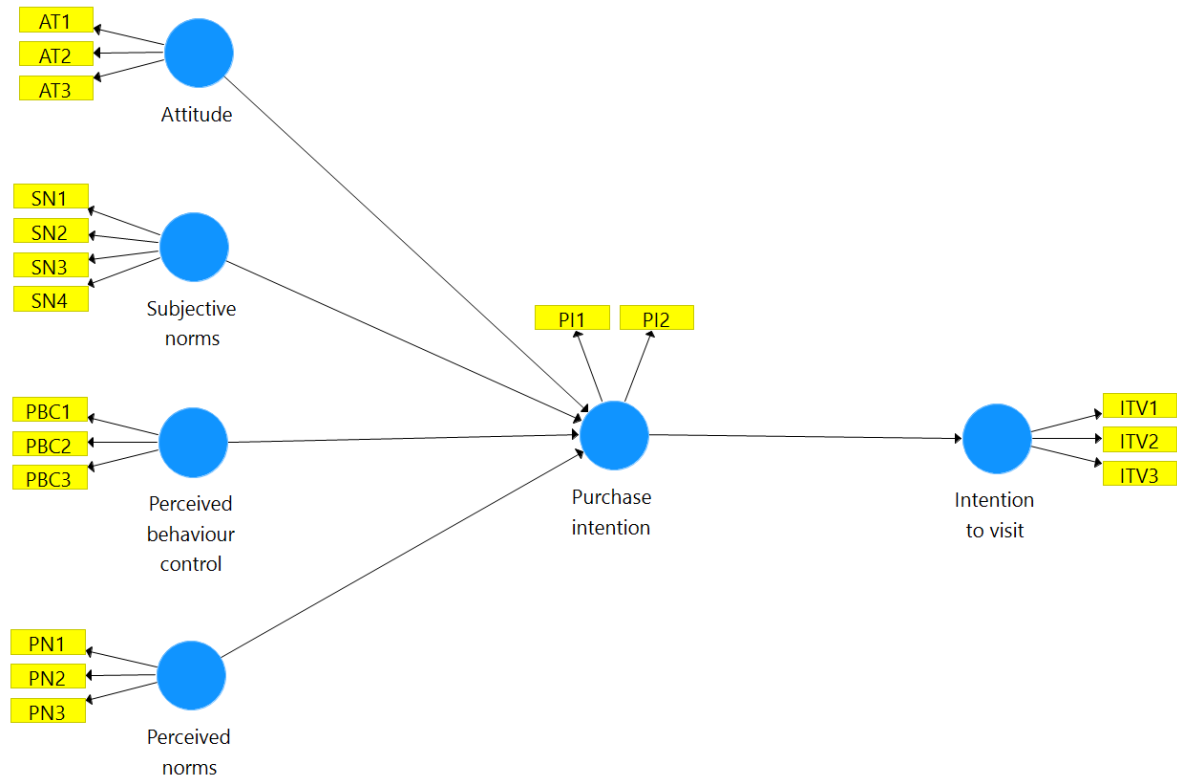 AT1
AT2
AT3
Attitude
SN1
SN2
SN3
SN4
Subjective
norms
PI1
PI2
PBC1
PBC2
PBC3
Perceived
behaviour
control
Purchase
intention
ITV1
ITV2
ITV3
Intention
to visit
PN1
PN2
PN3
Perceived
norms